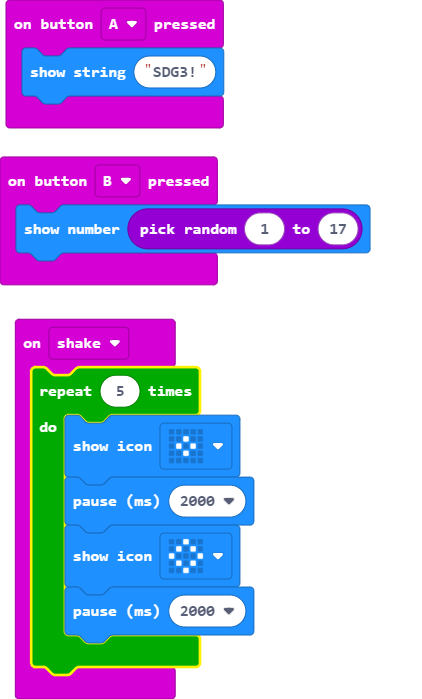 on button A pressed
show string "SDG3!"
on button B pressed
show number pick random 1 to 17
on shake
repeat 5 times
do
show icon
pause (ms) 2000
show icon
pause (ms) 2000